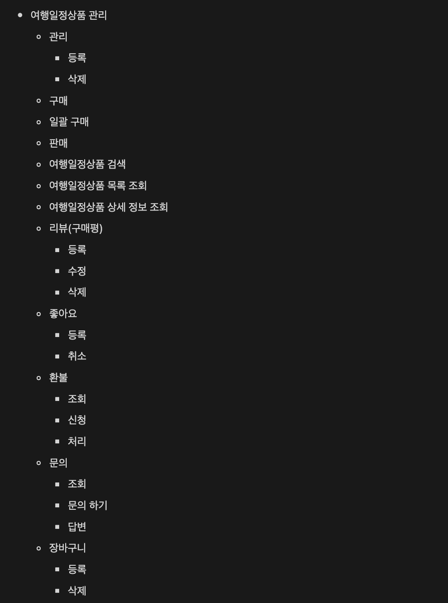 여행일정상품 관리
관리
등록
삭제
구매
일괄 구매
판매
여행일정상품 검색
여행일정상품 목록 조회
여행일정상품 상세 정보 조회
리뷰(구매평)
등록
수정
삭제
좋아요
등록
취소
환불
조회
신청
처리
문의
조회
문의 하기
답변
장바구니
등록
삭제